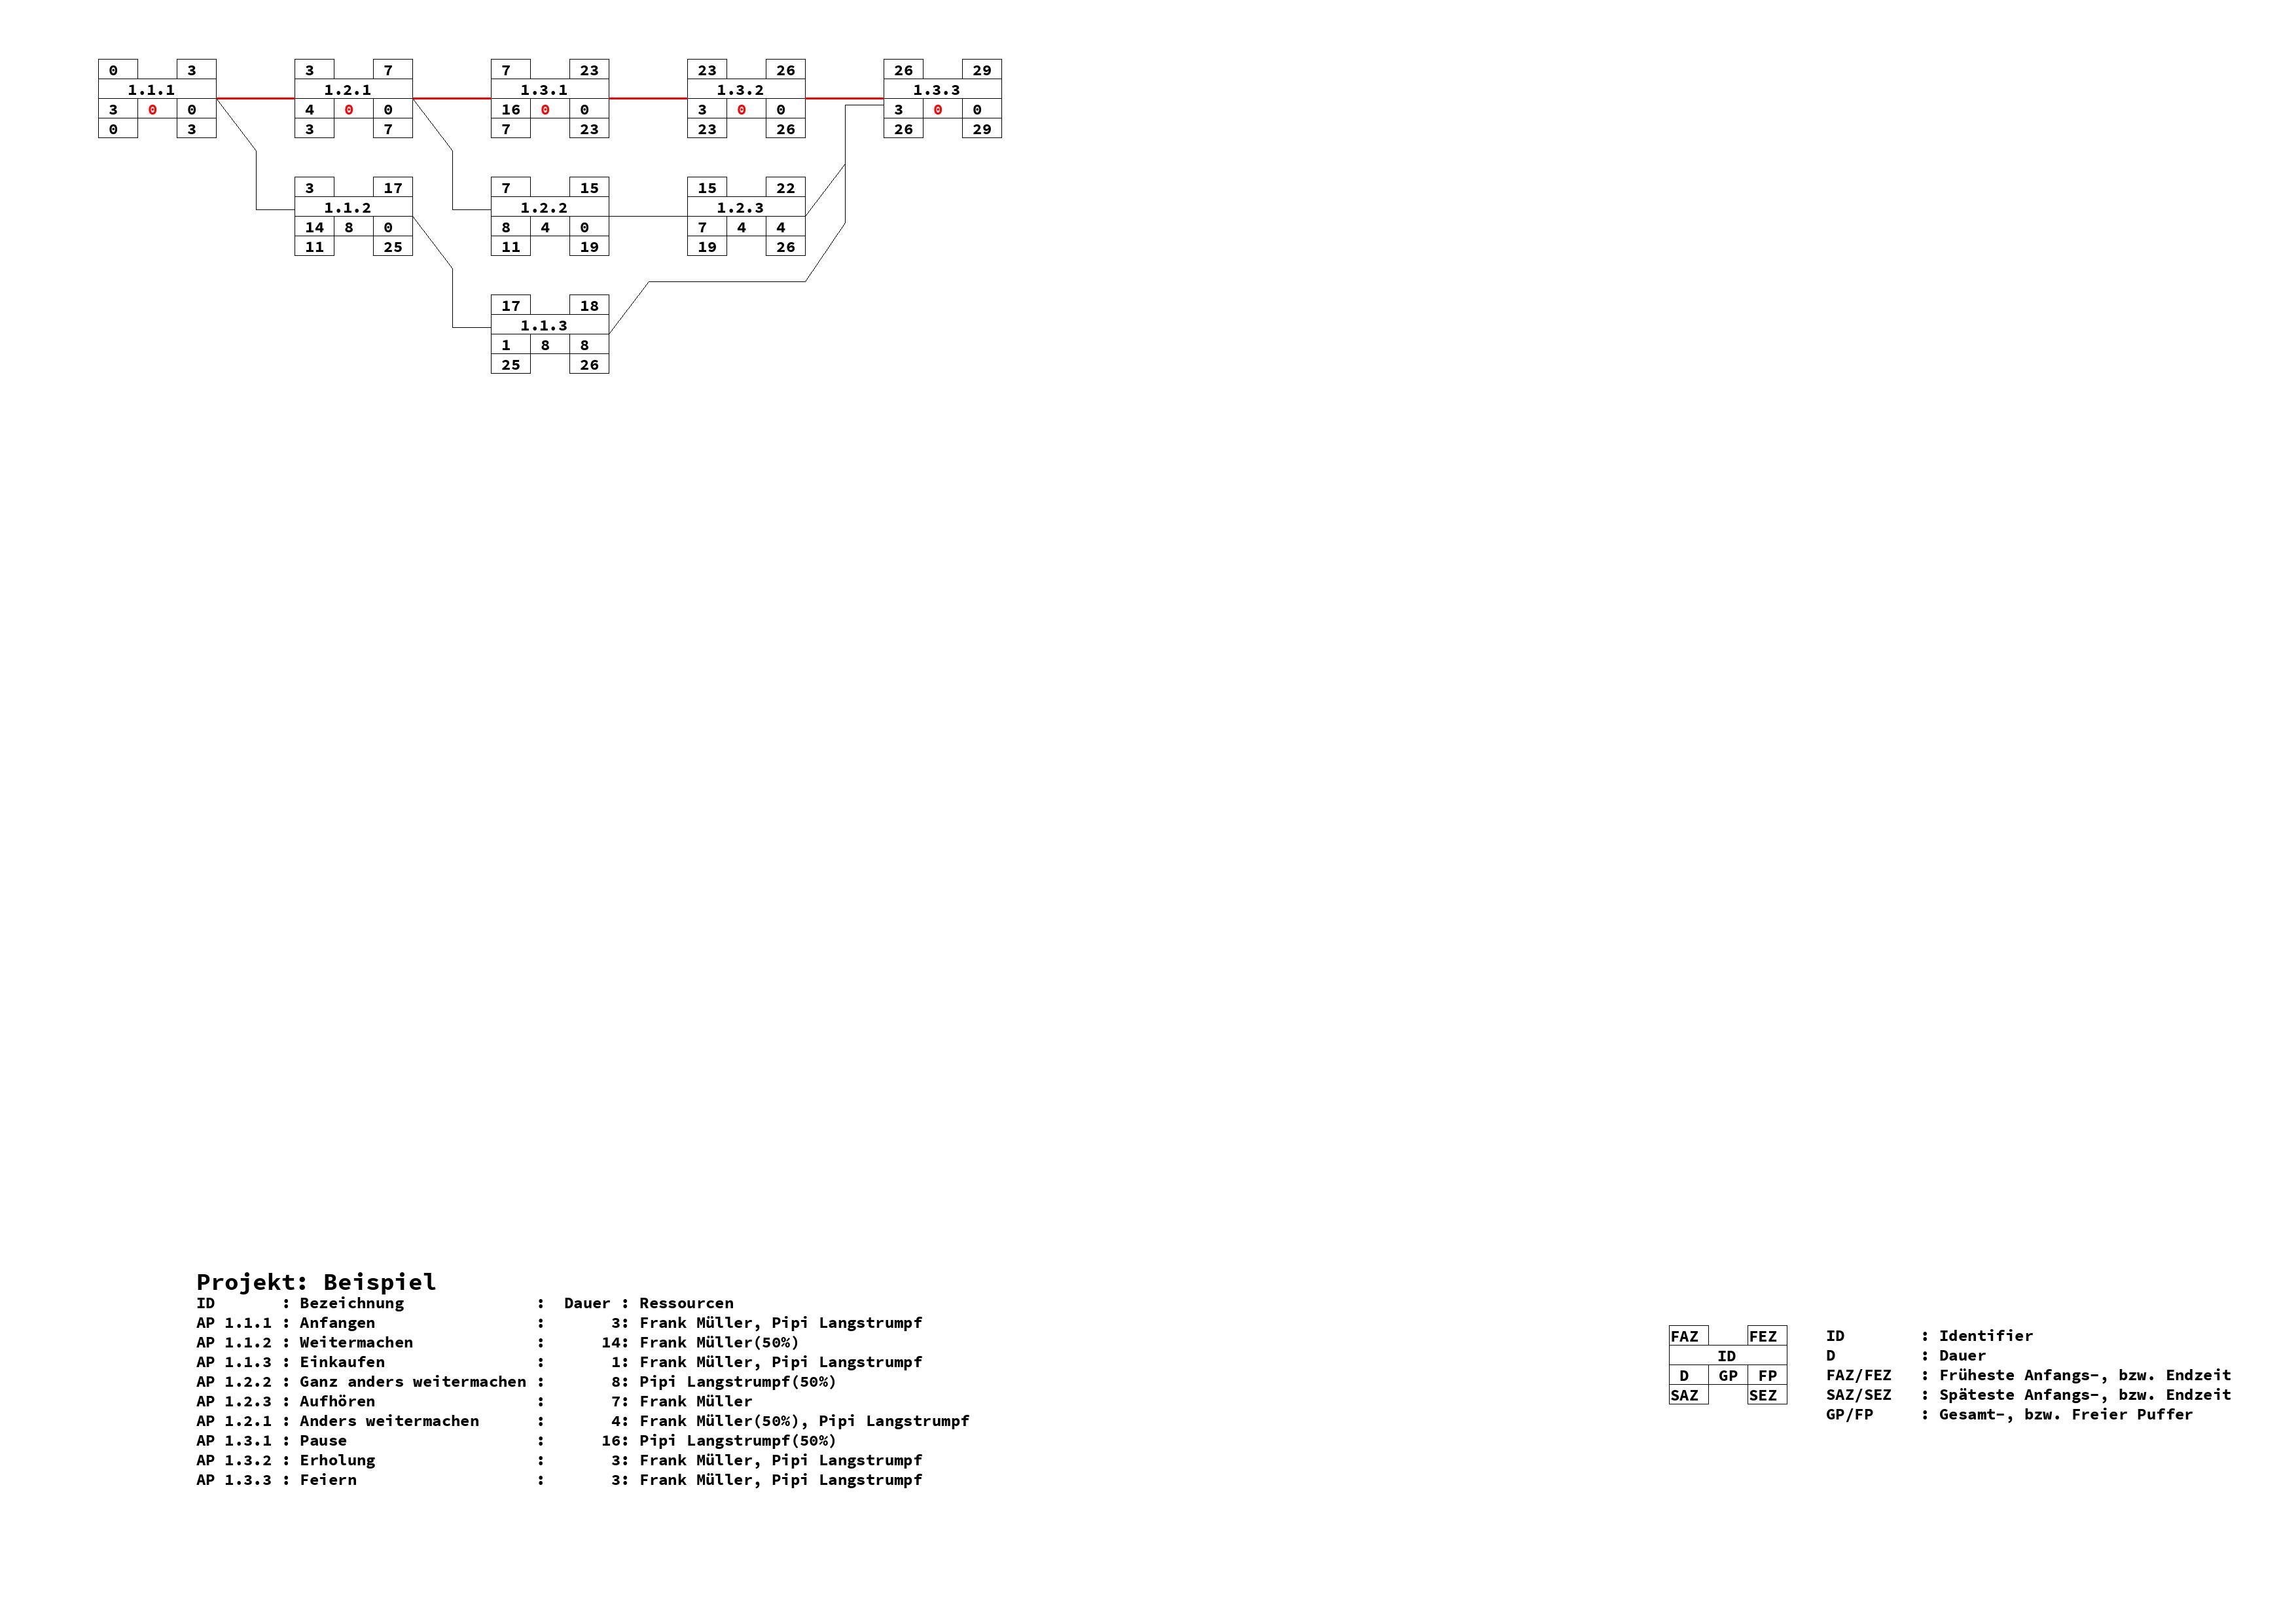 0 3 3 7 7 23 23 26 26 29
1.1.1 1.2.1 1.3.1 1.3.2 1.3.3
3 0 0 4 0 0 16 0 0 3 0 0 3 0 0
0 3 3 7 7 23 23 26 26 29
3 17 7 15 15 22
1.1.2 1.2.2 1.2.3
14 8 0 8 4 0 7 4 4
11 25 11 19 19 26
17 18
1.1.3
1 8 8
25 26
Projekt: Beispiel
ID : Bezeichnung : Dauer : Ressourcen
AP 1.1.1 : Anfangen : 3: Frank Müller, Pipi Langstrumpf
AP 1.1.2 : Weitermachen : 14: Frank Müller(50%)
AP 1.1.3 : Einkaufen : 1: Frank Müller, Pipi Langstrumpf
AP 1.2.2 : Ganz anders weitermachen : 8: Pipi Langstrumpf(50%)
AP 1.2.3 : Aufhören : 7: Frank Müller
AP 1.2.1 : Anders weitermachen : 4: Frank Müller(50%), Pipi Langstrumpf
AP 1.3.1 : Pause : 16: Pipi Langstrumpf(50%)
AP 1.3.2 : Erholung : 3: Frank Müller, Pipi Langstrumpf
AP 1.3.3 : Feiern : 3: Frank Müller, Pipi Langstrumpf
FAZ FEZ
ID
D GP FP
SAZ SEZ
ID : Identifier
D : Dauer
FAZ/FEZ : Früheste Anfangs-, bzw. Endzeit
SAZ/SEZ : Späteste Anfangs-, bzw. Endzeit
GP/FP : Gesamt-, bzw. Freier Puffer